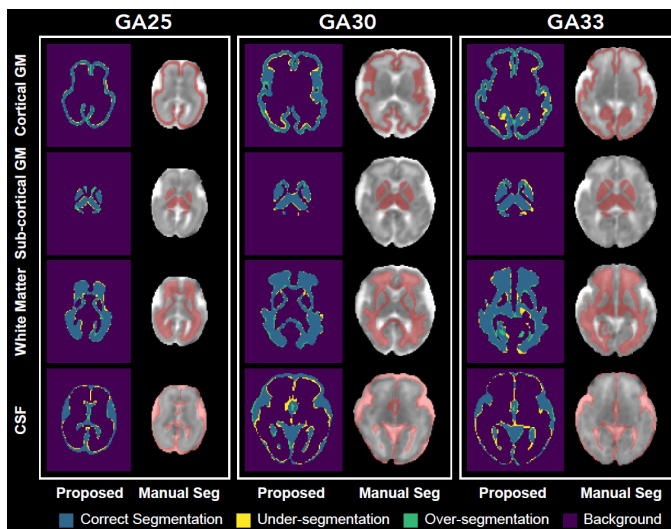 GA25 GA30 GA33
Cortical GM
Sub-cortical GM
White Matter
CSF
Proposed Manual Seg Proposed Manual Seg Proposed Manual Seg
Correct Segmentation Under-segmentation Over-segmentation Background